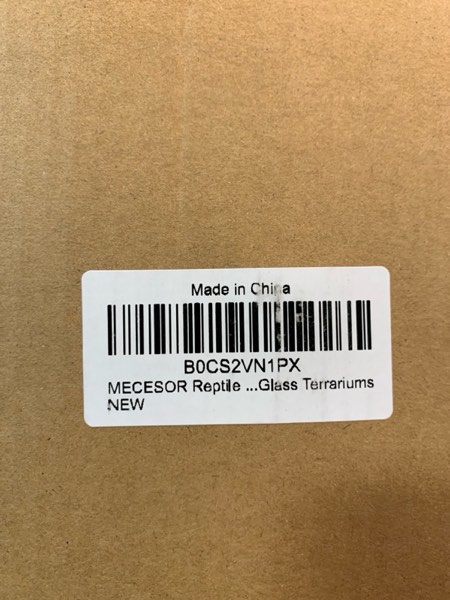 Made in China
B0CS2VN1PX
MECESOR Reptile ...Glass Terrariums
NEW